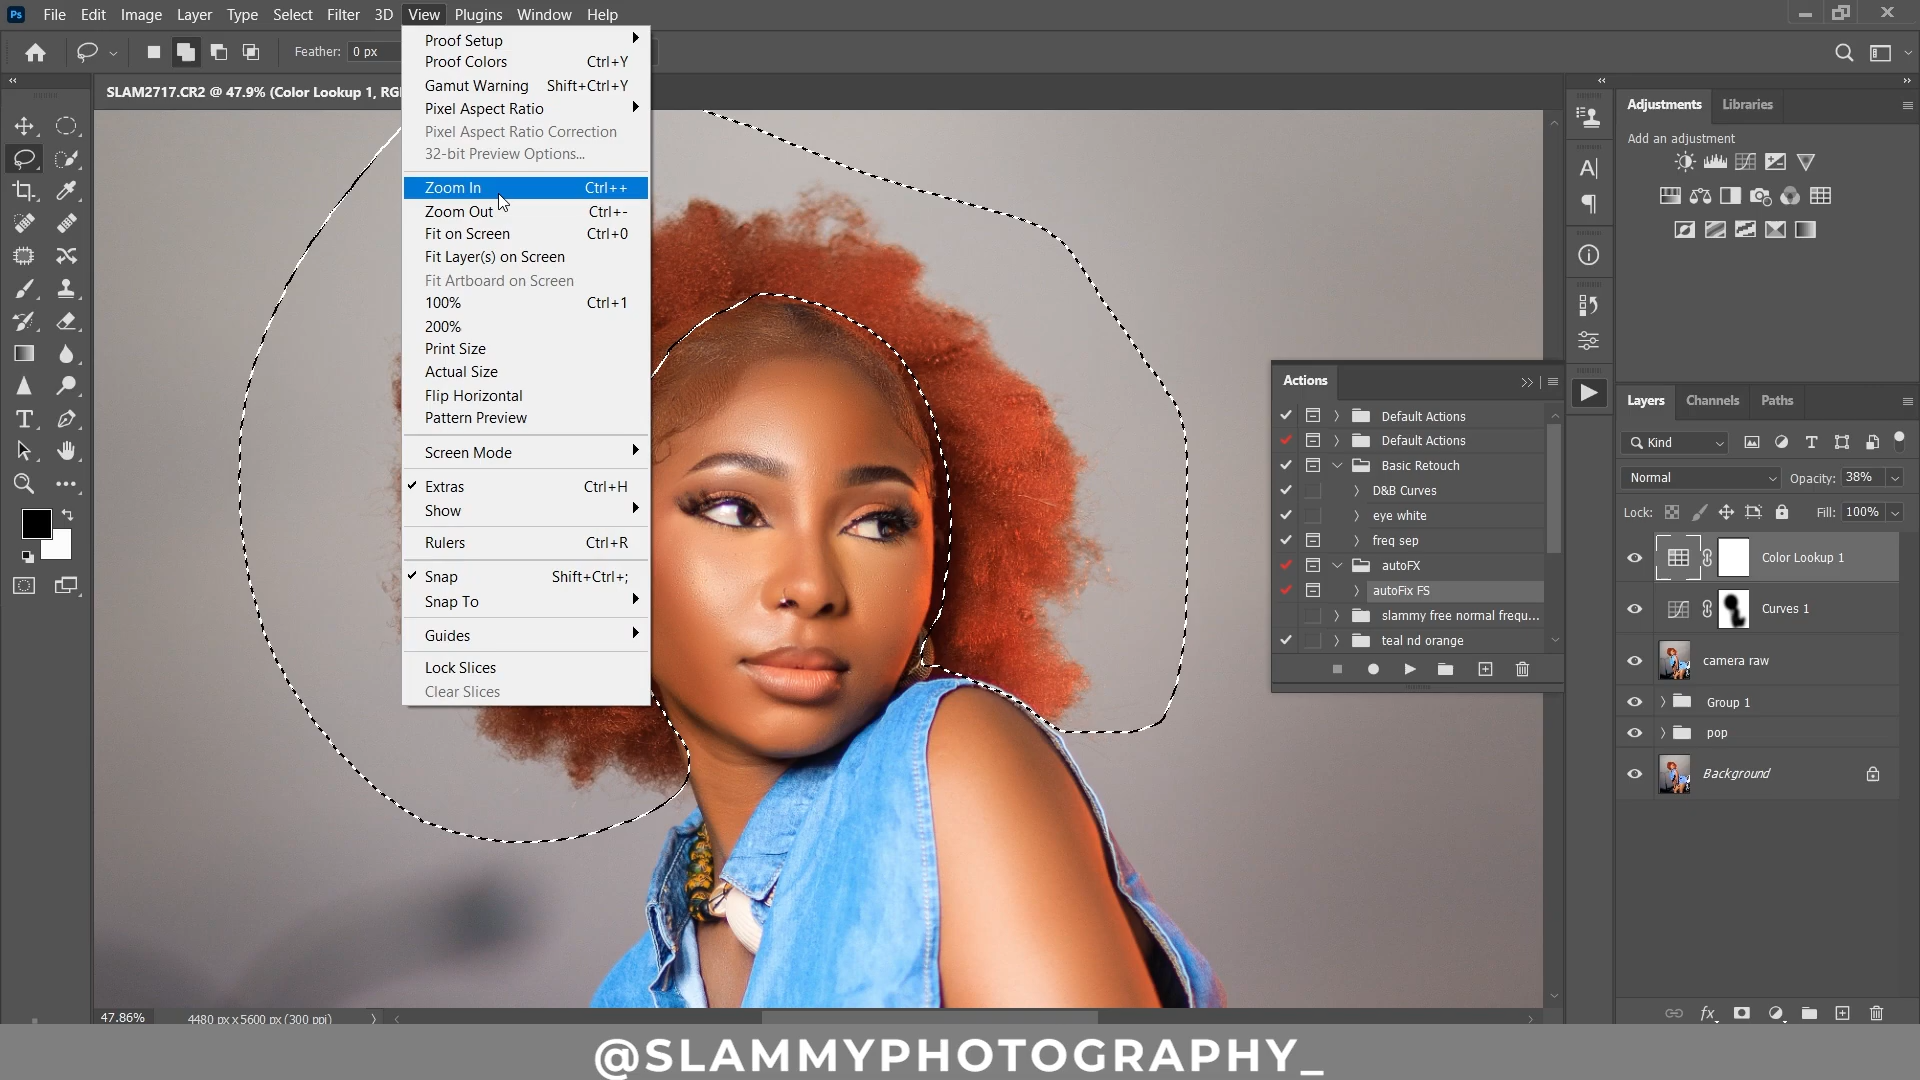 Ps File Edit Image Layer Type Select Filter 3D View Plugins Window Help
Feather: 0 px
SLAM2717.CR2 @ 47.9% (Color Lookup 1, RG
Proof Setup
Proof Colors Ctrl+Y
Gamut Warning Shift+Ctrl+Y
Pixel Aspect Ratio
Pixel Aspect Ratio Correction
32-bit Preview Options...
Zoom In Ctrl++
Zoom Out Ctrl+-
Fit on Screen Ctrl+0
Fit Layer(s) on Screen
Fit Artboard on Screen
100% Ctrl+1
200%
Print Size
Actual Size
Flip Horizontal
Pattern Preview
Screen Mode
Extras Ctrl+H
Show
Rulers Ctrl+R
Snap Shift+Ctrl+;
Snap To
Guides
Lock Slices
Clear Slices
Actions
Default Actions
Default Actions
Basic Retouch
D&B Curves
eye white
freq sep
autoFX
autoFix FS
slammy free normal frequ...
teal nd orange
Adjustments Libraries
Add an adjustment
Layers Channels Paths
Kind
Normal Opacity: 38%
Lock: Fill: 100%
Color Lookup 1
Curves 1
camera raw
Group 1
pop
Background
47.86% 4480 px x 5600 px (300 ppi)
@SLAMMYPHOTOGRAPHY_